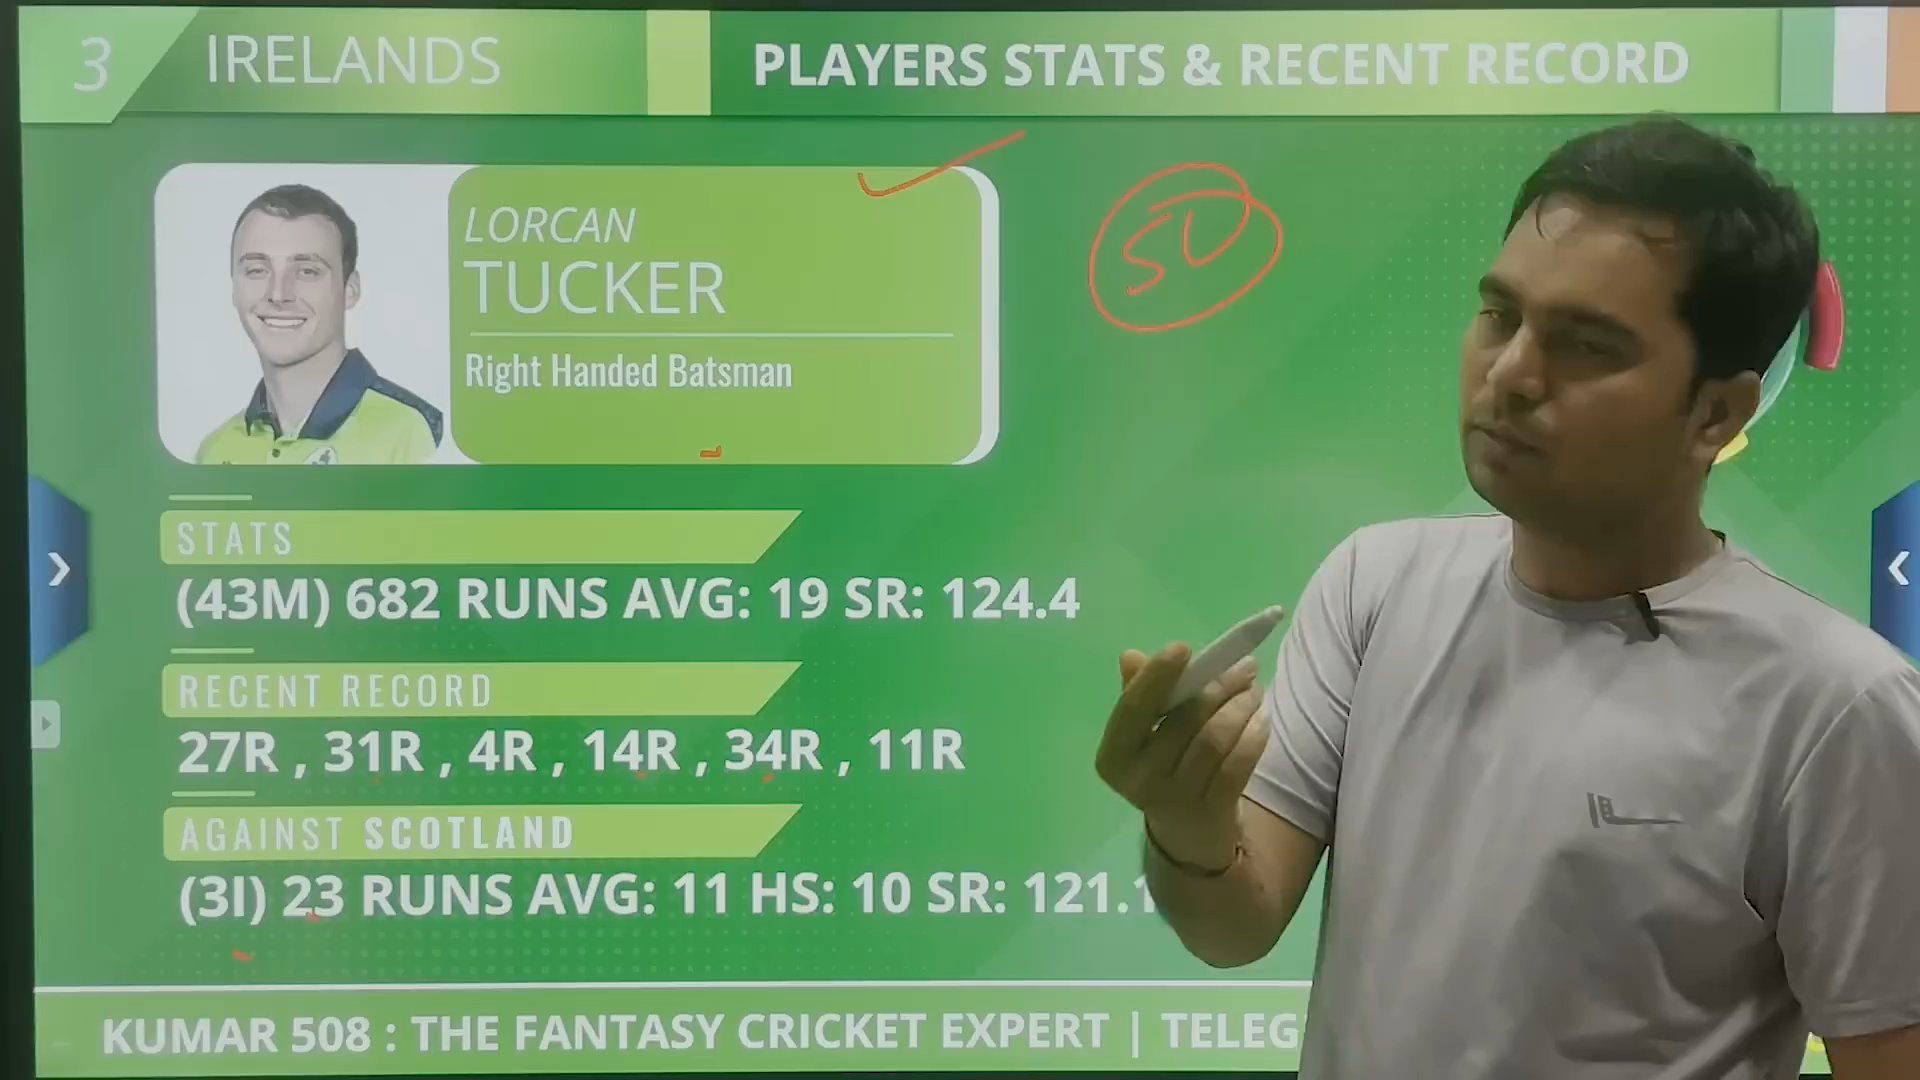 3 IRELANDS PLAYERS STATS & RECENT RECORD
50
LORCAN
TUCKER
Right Handed Batsman
STATS
(43M) 682 RUNS AVG: 19 SR: 124.4
RECENT RECORD
27R , 31R , 4R , 14R , 34R , 11R
AGAINST SCOTLAND
(3I) 23 RUNS AVG: 11 HS: 10 SR: 121.1
KUMAR 508 : THE FANTASY CRICKET EXPERT | TELEG